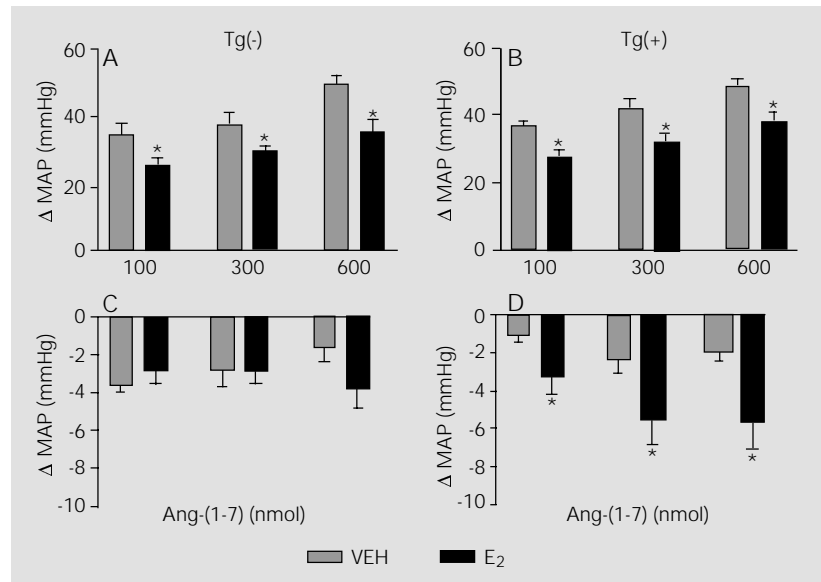 Tg(-)
A
Δ MAP (mmHg)
60
40
20
0
*
*
*
100 300 600
Tg(+)
B
Δ MAP (mmHg)
60
40
20
0
*
*
*
100 300 600
C
Δ MAP (mmHg)
0
-2
-4
-6
-8
-10
Ang-(1-7) (nmol)
D
Δ MAP (mmHg)
0
-2
-4
-6
-8
-10
*
*
*
Ang-(1-7) (nmol)
VEH E₂